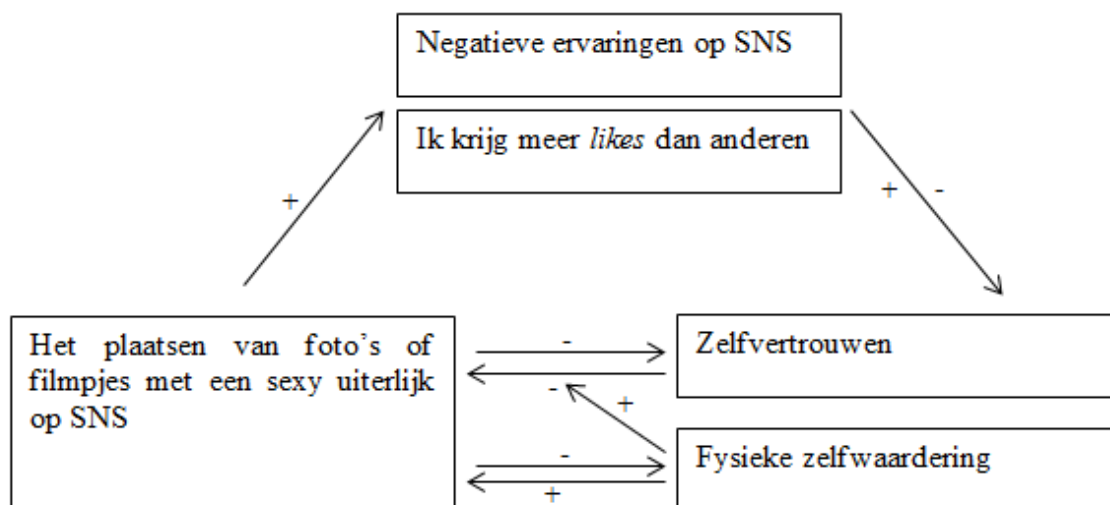 Negatieve ervaringen op SNS
Ik krijg meer likes dan anderen
+
+ -
Het plaatsen van foto's of
filmpjes met een sexy uiterlijk
op SNS
-
-
+
Zelfvertrouwen
Fysieke zelfwaardering
-
+